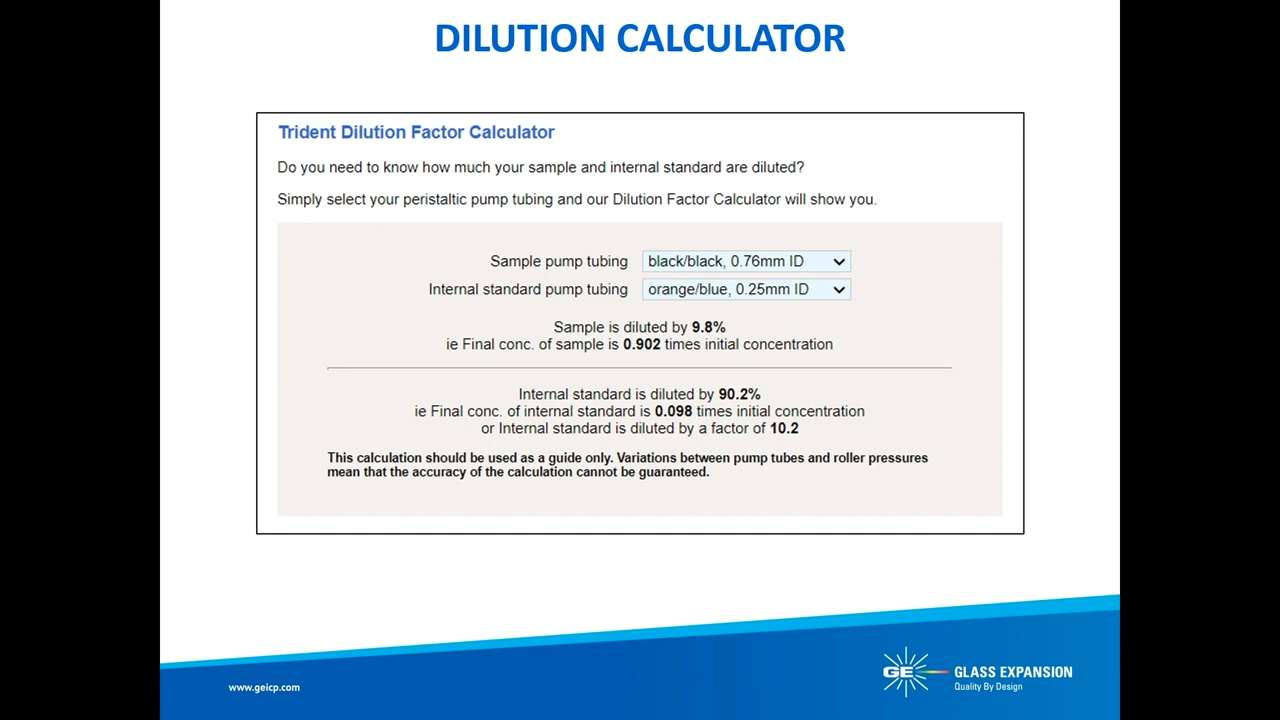 DILUTION CALCULATOR
Trident Dilution Factor Calculator
Do you need to know how much your sample and internal standard are diluted?
Simply select your peristaltic pump tubing and our Dilution Factor Calculator will show you.
Sample pump tubing black/black, 0.76mm ID
Internal standard pump tubing orange/blue, 0.25mm ID
Sample is diluted by 9.8%
ie Final conc. of sample is 0.902 times initial concentration
Internal standard is diluted by 90.2%
ie Final conc. of internal standard is 0.098 times initial concentration
or Internal standard is diluted by a factor of 10.2
This calculation should be used as a guide only. Variations between pump tubes and roller pressures
mean that the accuracy of the calculation cannot be guaranteed.
www.geicp.com
GE GLASS EXPANSION
Quality By Design